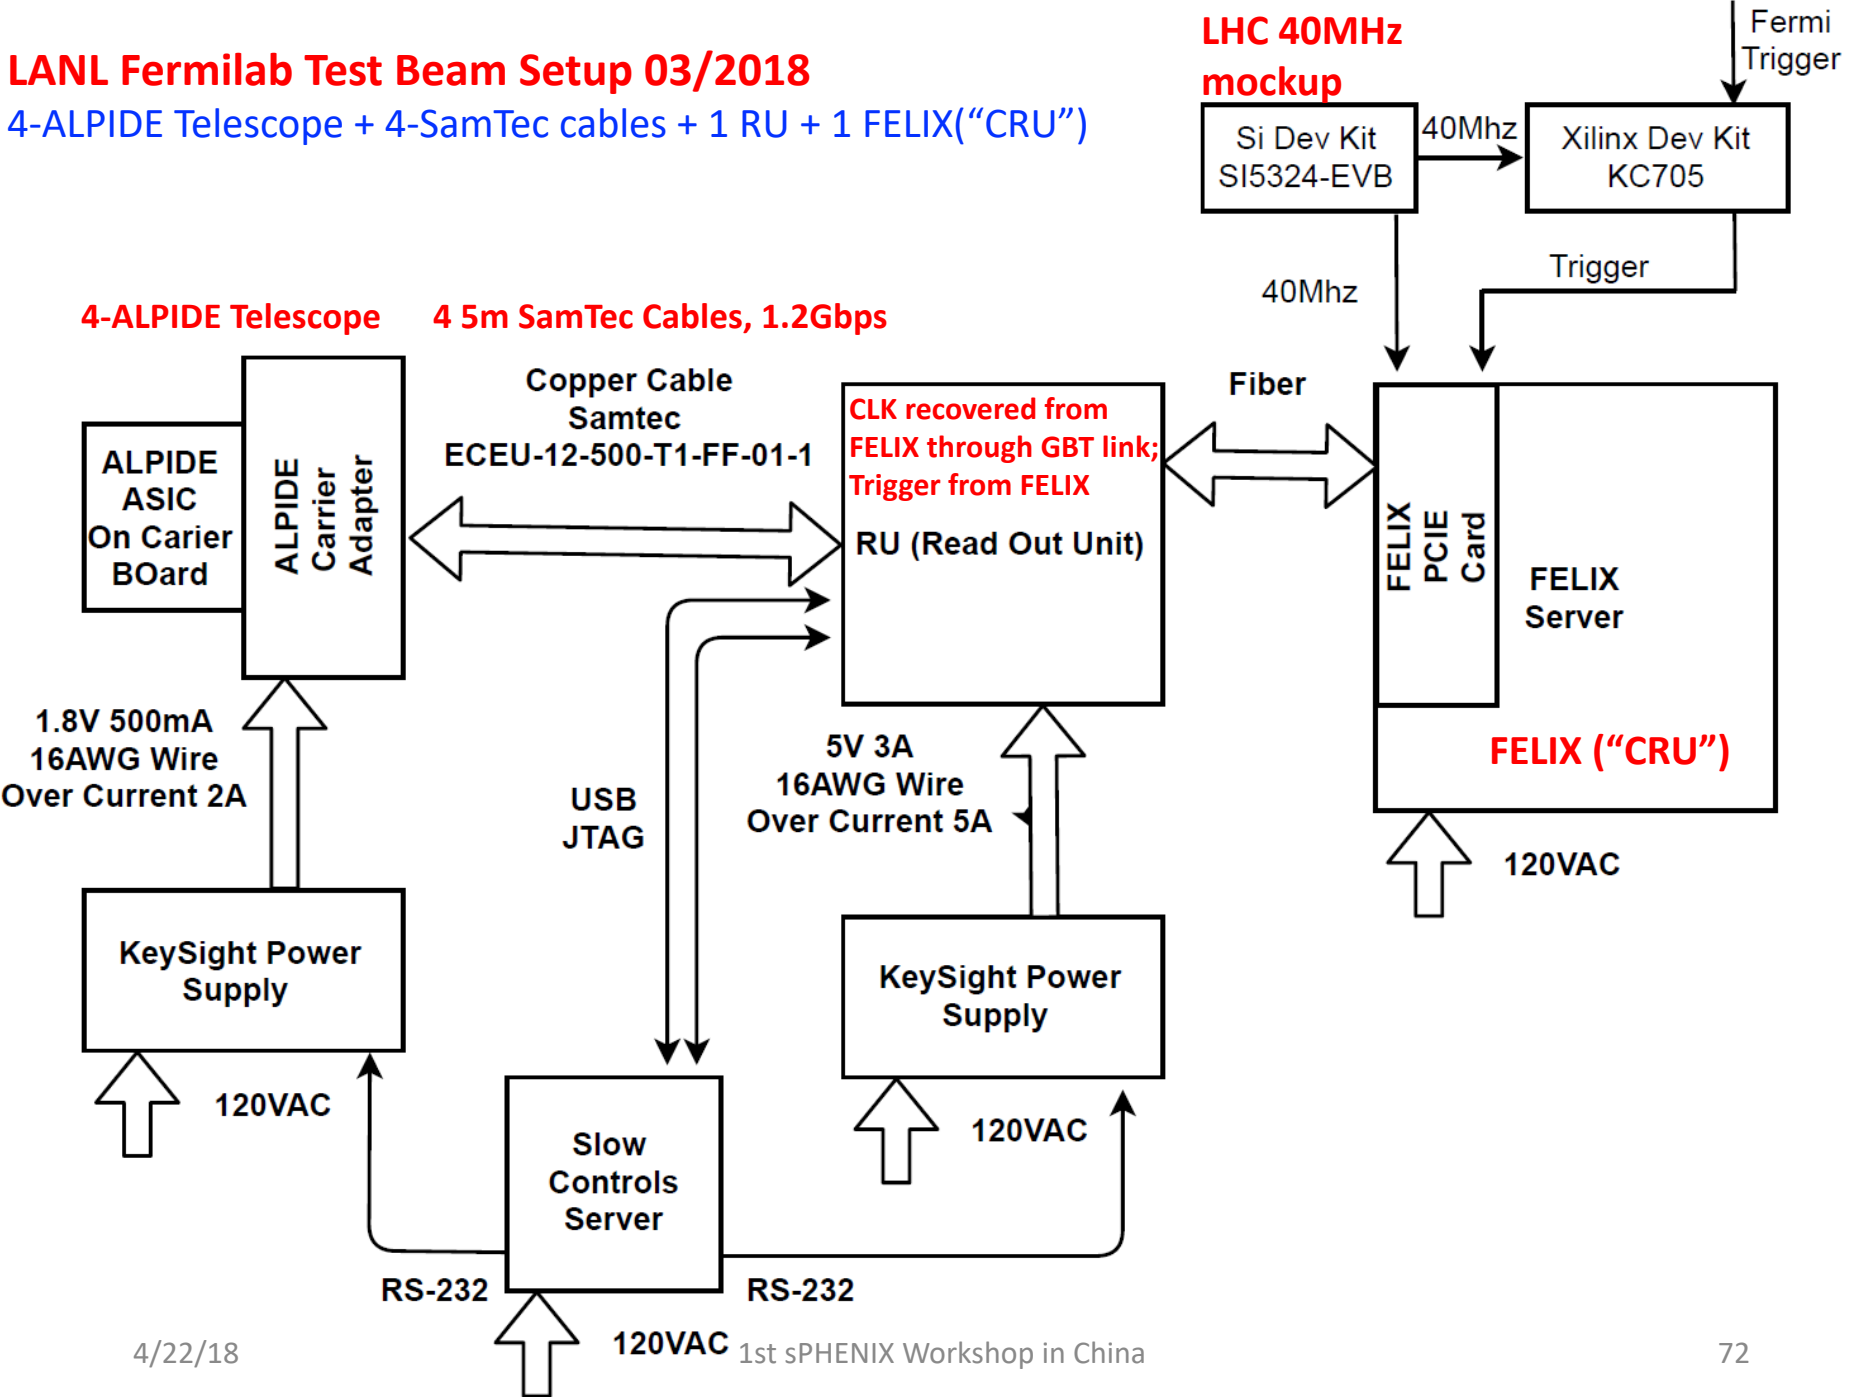 LANL Fermilab Test Beam Setup 03/2018
4-ALPIDE Telescope + 4-SamTec cables + 1 RU + 1 FELIX(“CRU”)
LHC 40MHz
mockup
Fermi
Trigger
Si Dev Kit
SI5324-EVB
40Mhz
Xilinx Dev Kit
KC705
40Mhz
Trigger
4-ALPIDE Telescope
4 5m SamTec Cables, 1.2Gbps
ALPIDE
ASIC
On Carier
BOard
ALPIDE
Carrier
Adapter
Copper Cable
Samtec
ECEU-12-500-T1-FF-01-1
CLK recovered from
FELIX through GBT link;
Trigger from FELIX
RU (Read Out Unit)
Fiber
FELIX
PCIE
Card
FELIX
Server
FELIX (“CRU”)
1.8V 500mA
16AWG Wire
Over Current 2A
USB
JTAG
5V 3A
16AWG Wire
Over Current 5A
120VAC
KeySight Power
Supply
KeySight Power
Supply
120VAC
120VAC
Slow
Controls
Server
RS-232
RS-232
120VAC
4/22/18
1st sPHENIX Workshop in China
72